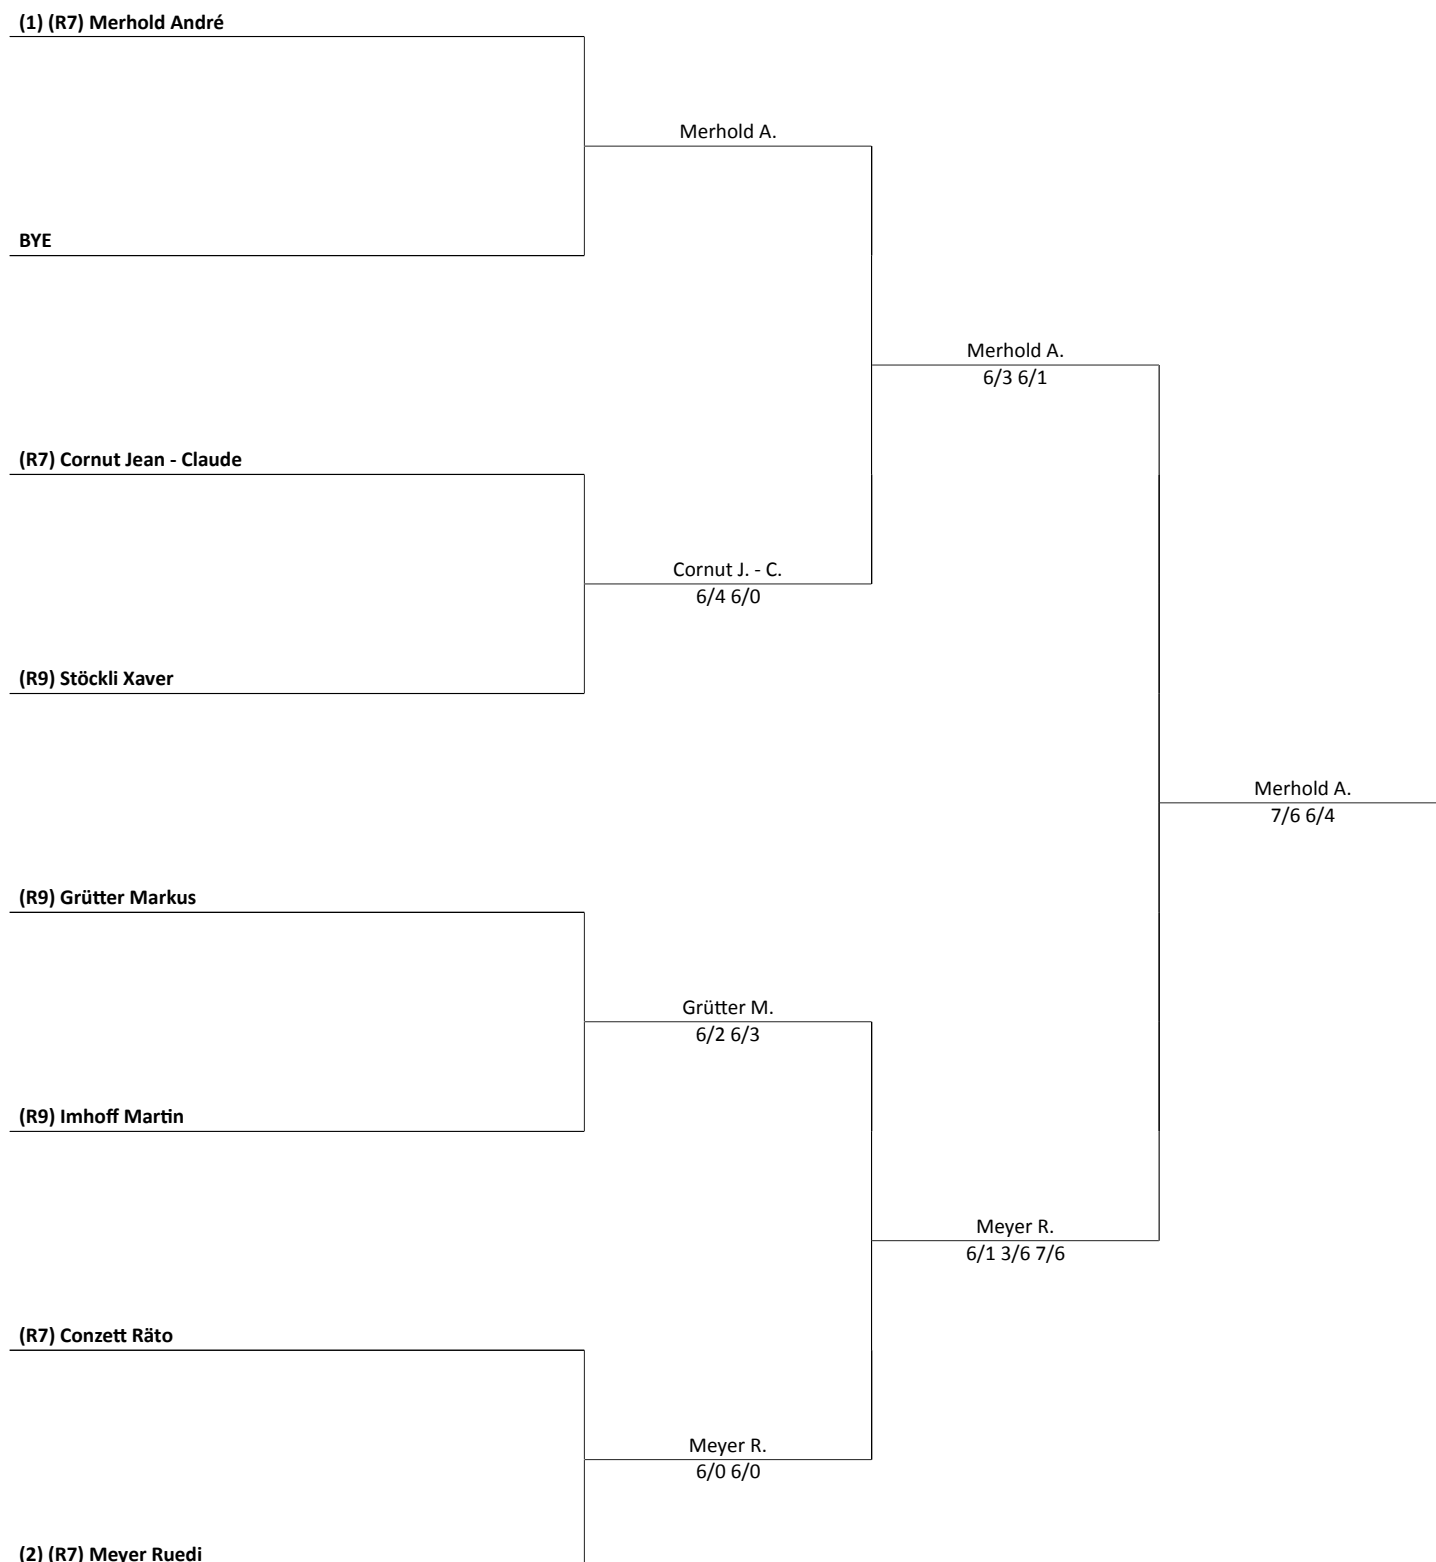 (1) (R7) Merhold André
Merhold A.
BYE
Merhold A.
6/3 6/1
(R7) Cornut Jean - Claude
Cornut J. - C.
6/4 6/0
(R9) Stöckli Xaver
Merhold A.
7/6 6/4
(R9) Grütter Markus
Grütter M.
6/2 6/3
(R9) Imhoff Martin
Meyer R.
6/1 3/6 7/6
(R7) Conzett Räto
Meyer R.
6/0 6/0
(2) (R7) Meyer Ruedi